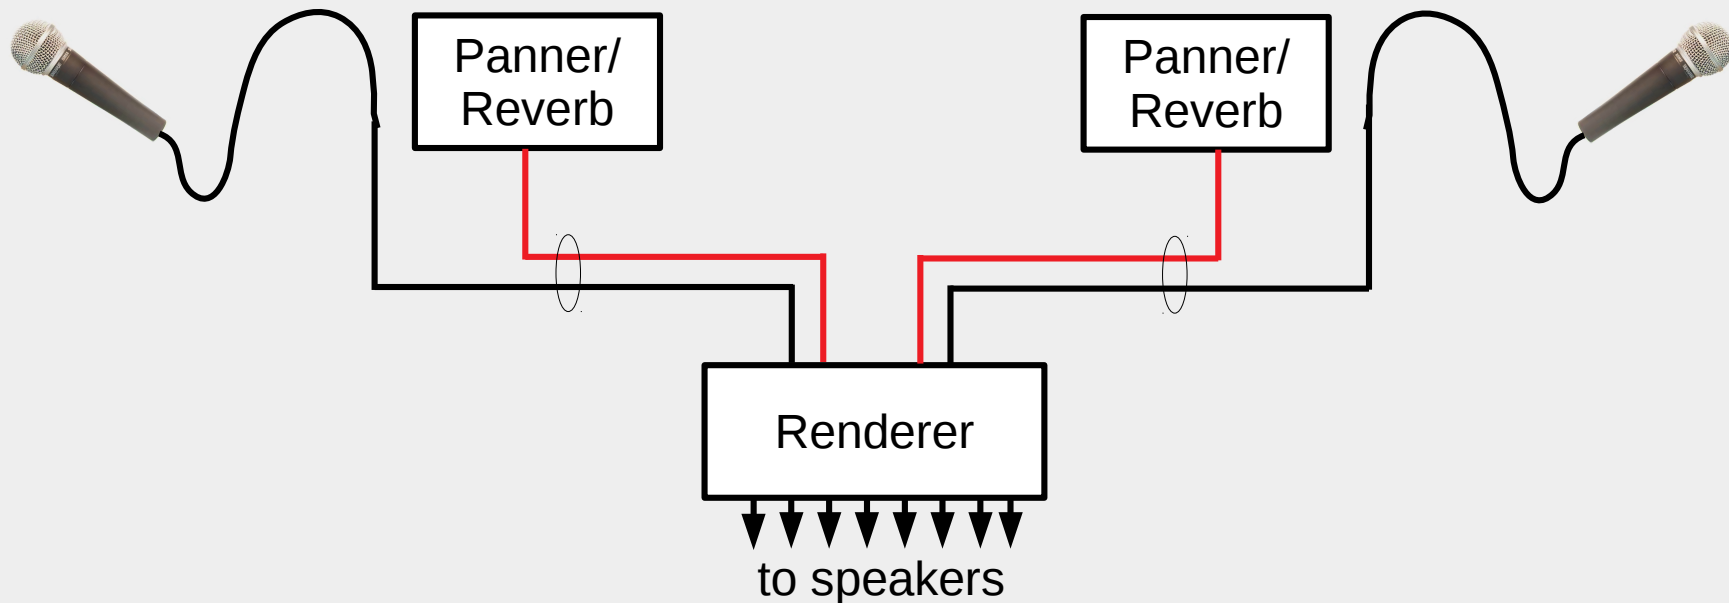 Panner/
Reverb
Panner/
Reverb
Renderer
to speakers